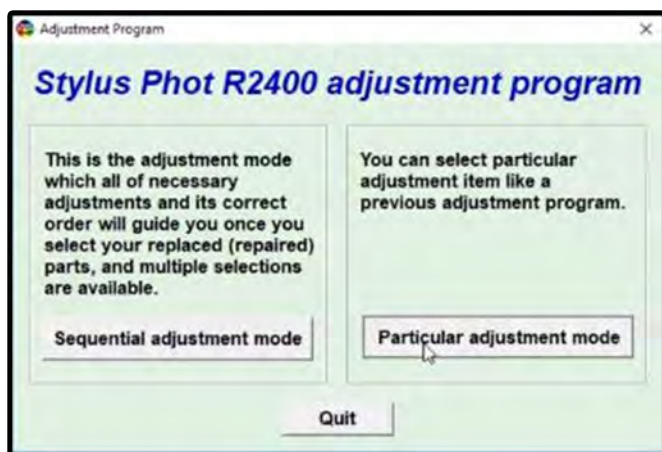 Adjustment Program
Stylus Phot R2400 adjustment program
This is the adjustment mode
which all of necessary
adjustments and its correct
order will guide you once you
select your replaced (repaired)
parts, and multiple selections
are available.
Sequential adjustment mode
You can select particular
adjustment item like a
previous adjustment program.
Particular adjustment mode
Quit